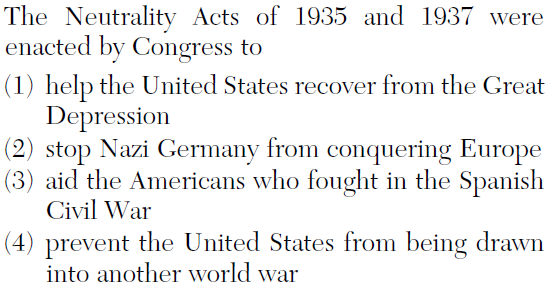 The Neutrality Acts of 1935 and 1937 were
enacted by Congress to
(1) help the United States recover from the Great
Depression
(2) stop Nazi Germany from conquering Europe
(3) aid the Americans who fought in the Spanish
Civil War
(4) prevent the United States from being drawn
into another world war